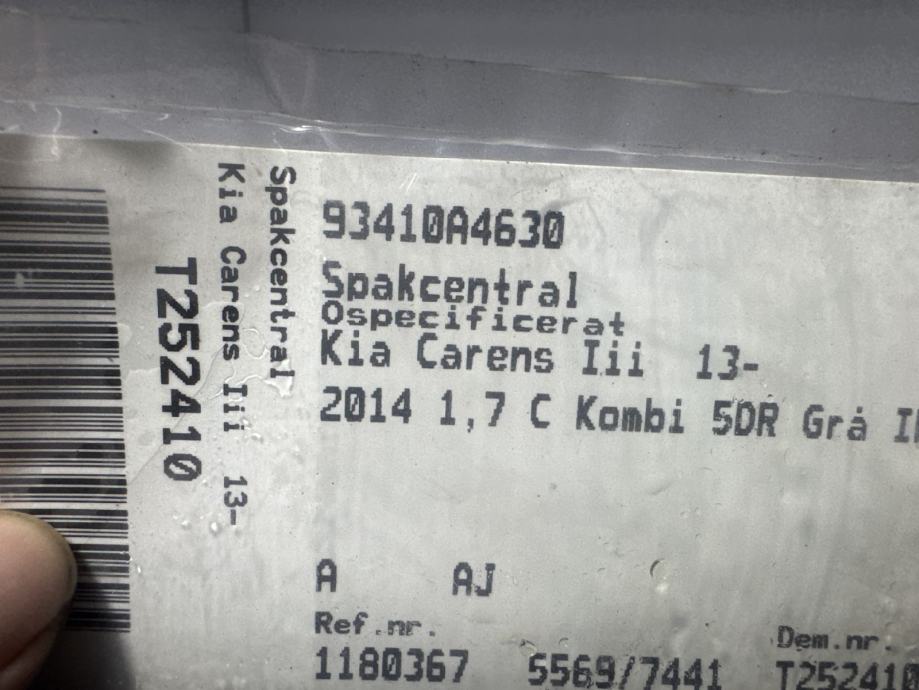 Spakcentral
Kia Carens Iii 13-
T252410
93410A4630
Spakcentral
Ospecificerat
Kia Carens Iii 13-
2014 1,7 C Kombi 5DR Grå
A AJ
Ref.nr.
1180367 5569/7441
Dem.nr.
T252410